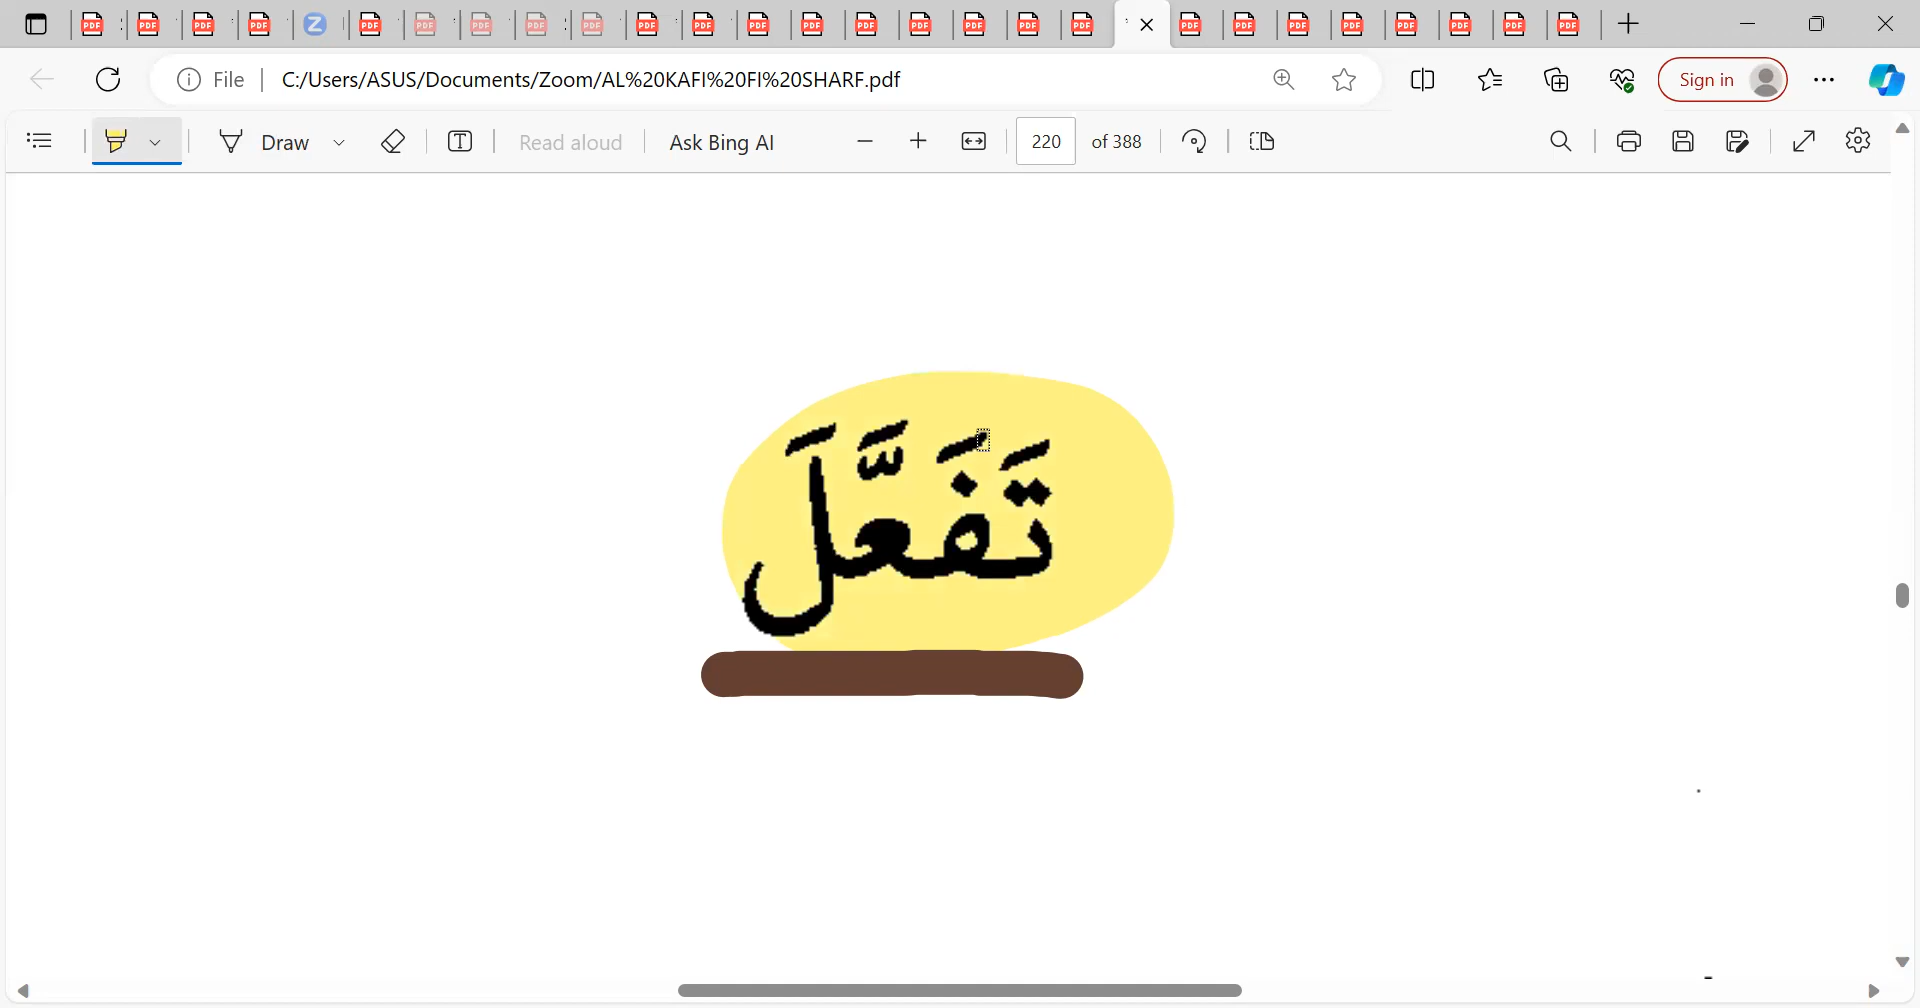 File
C:/Users/ASUS/Documents/Zoom/AL%20KAFI%20FI%20SHARF.pdf
Sign in
Draw
Read aloud
Ask Bing AI
220 of 388
تَفَعَّلَ